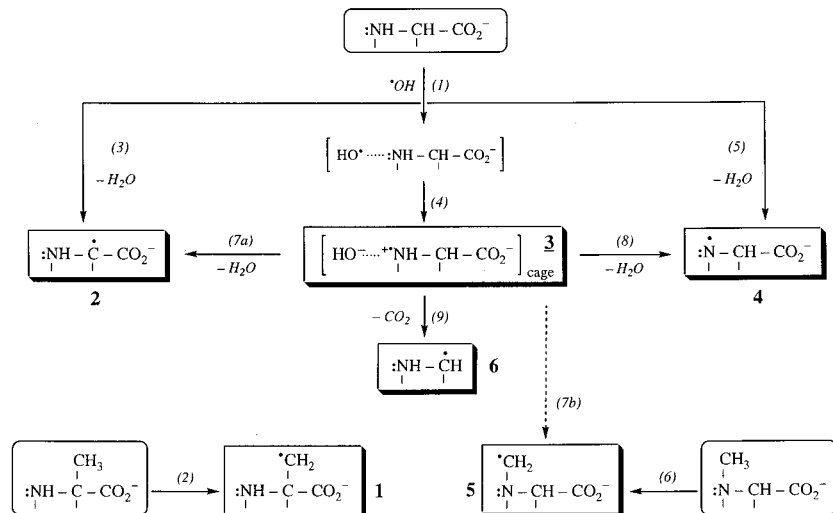 :NH – CH – CO₂⁻
•OH (1)
(3)
– H₂O
[ HO• ····· :NH – CH – CO₂⁻ ]
(5)
– H₂O
(4)
:NH – Ċ – CO₂⁻
2
(7a)
– H₂O
[ HO⁻ ····· ⁺•NH – CH – CO₂⁻ ] cage
3
(8)
– H₂O
:Ṅ – CH – CO₂⁻
4
– CO₂ (9)
:NH – ĊH
6
(7b)
CH₃
:NH – C – CO₂⁻
(2)
•CH₂
:NH – C – CO₂⁻
1
5
•CH₂
:N – CH – CO₂⁻
(6)
CH₃
:N – CH – CO₂⁻